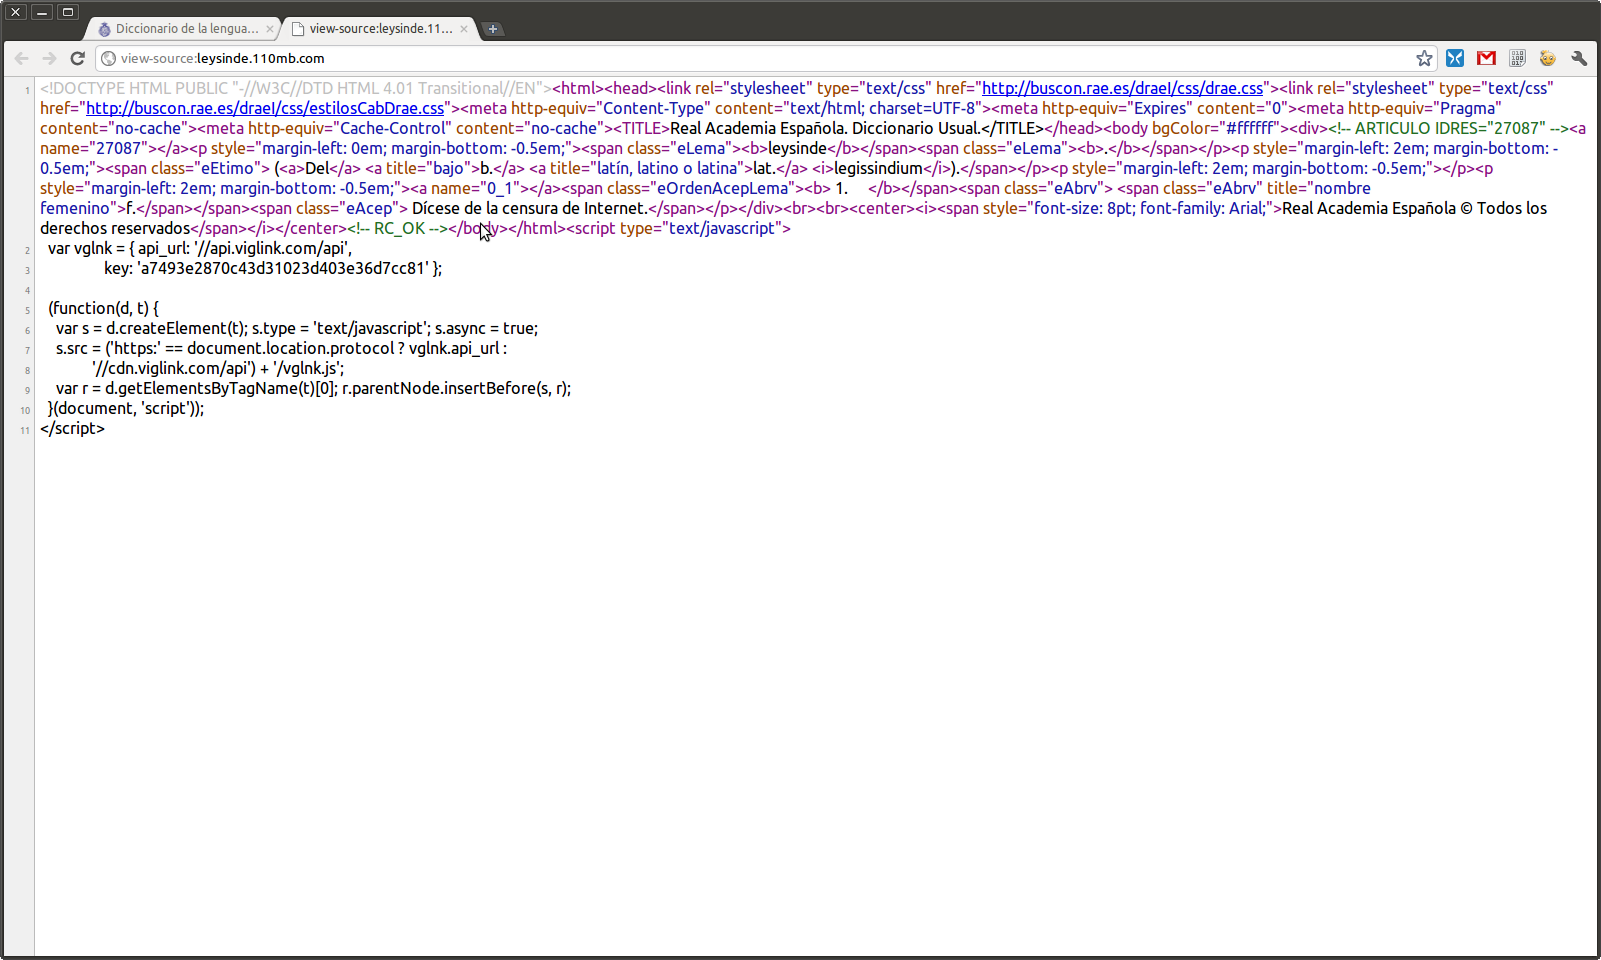 Diccionario de la lengua...
view-source:leysinde.11...
view-source:leysinde.110mb.com
1 <!DOCTYPE HTML PUBLIC "-//W3C//DTD HTML 4.01 Transitional//EN"><html><head><link rel="stylesheet" type="text/css" href="http://buscon.rae.es/draeI/css/drae.css"><link rel="stylesheet" type="text/css"
href="http://buscon.rae.es/draeI/css/estilosCabDrae.css"><meta http-equiv="Content-Type" content="text/html; charset=UTF-8"><meta http-equiv="Expires" content="0"><meta http-equiv="Pragma"
content="no-cache"><meta http-equiv="Cache-Control" content="no-cache"><TITLE>Real Academia Española. Diccionario Usual.</TITLE></head><body bgColor="#ffffff"><div><!-- ARTICULO IDRES="27087" --><a
name="27087"></a><p style="margin-left: 0em; margin-bottom: -0.5em;"><span class="eLema"><b>leysinde</b></span><span class="eLema"><b>.</b></span></p><p style="margin-left: 2em; margin-bottom: -
0.5em;"><span class="eEtimo"> (<a>Del</a> <a title="bajo">b.</a> <a title="latín, latino o latina">lat.</a> <i>legissindium</i>).</span></p><p style="margin-left: 2em; margin-bottom: -0.5em;"></p><p
style="margin-left: 2em; margin-bottom: -0.5em;"><a name="0_1"></a><span class="eOrdenAcepLema"><b> 1.    </b></span><span class="eAbrv"> <span class="eAbrv" title="nombre
femenino">f.</span></span><span class="eAcep"> Dícese de la censura de Internet.</span></p></div><br><br><center><i><span style="font-size: 8pt; font-family: Arial;">Real Academia Española © Todos los
derechos reservados</span></i></center><!-- RC_OK --></body></html><script type="text/javascript">
2 var vglnk = { api_url: '//api.viglink.com/api',
3 key: 'a7493e2870c43d31023d403e36d7cc81' };
4
5 (function(d, t) {
6 var s = d.createElement(t); s.type = 'text/javascript'; s.async = true;
7 s.src = ('https:' == document.location.protocol ? vglnk.api_url :
8 '//cdn.viglink.com/api') + '/vglnk.js';
9 var r = d.getElementsByTagName(t)[0]; r.parentNode.insertBefore(s, r);
10 }(document, 'script'));
11 </script>